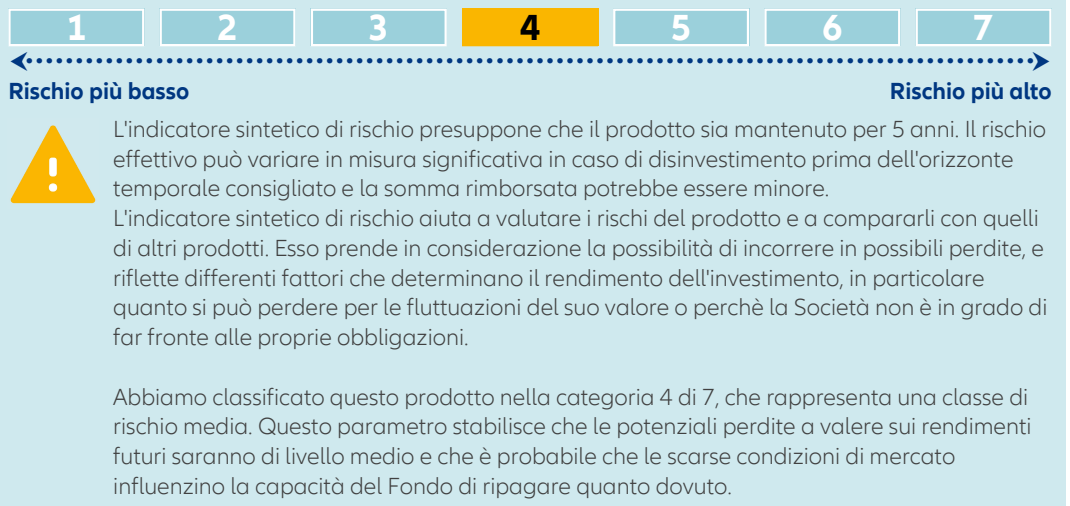 1 2 3 4 5 6 7
Rischio più basso Rischio più alto
L'indicatore sintetico di rischio presuppone che il prodotto sia mantenuto per 5 anni. Il rischio
effettivo può variare in misura significativa in caso di disinvestimento prima dell'orizzonte
temporale consigliato e la somma rimborsata potrebbe essere minore.
L'indicatore sintetico di rischio aiuta a valutare i rischi del prodotto e a compararli con quelli
di altri prodotti. Esso prende in considerazione la possibilità di incorrere in possibili perdite, e
riflette differenti fattori che determinano il rendimento dell'investimento, in particolare
quanto si può perdere per le fluttuazioni del suo valore o perchè la Società non è in grado di
far fronte alle proprie obbligazioni.
Abbiamo classificato questo prodotto nella categoria 4 di 7, che rappresenta una classe di
rischio media. Questo parametro stabilisce che le potenziali perdite a valere sui rendimenti
futuri saranno di livello medio e che è probabile che le scarse condizioni di mercato
influenzino la capacità del Fondo di ripagare quanto dovuto.